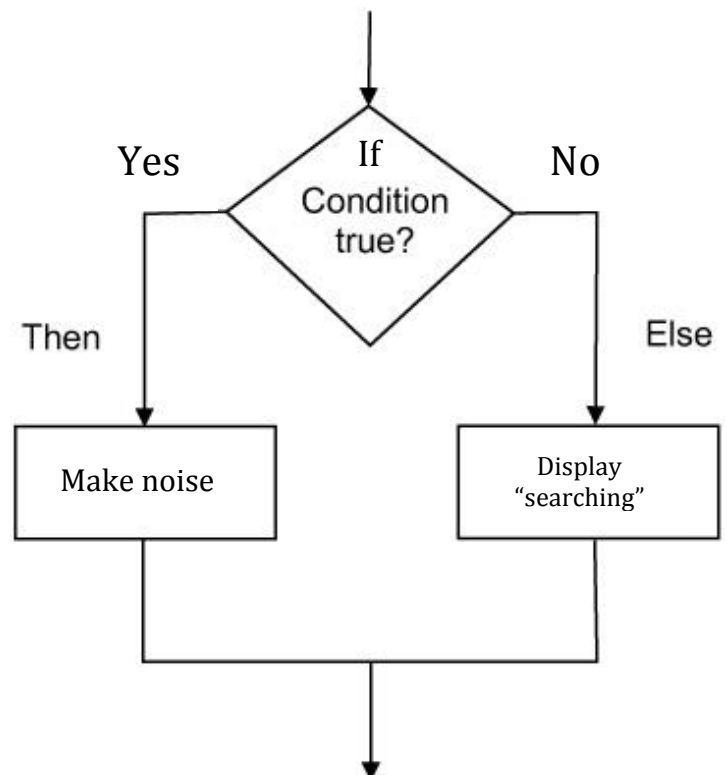 Yes
If
No
Condition
true?
Then
Else
Make noise
Display
“searching”